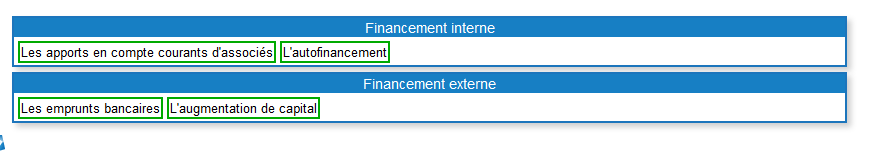 Financement interne
Les apports en compte courants d'associés L'autofinancement
Financement externe
Les emprunts bancaires L'augmentation de capital